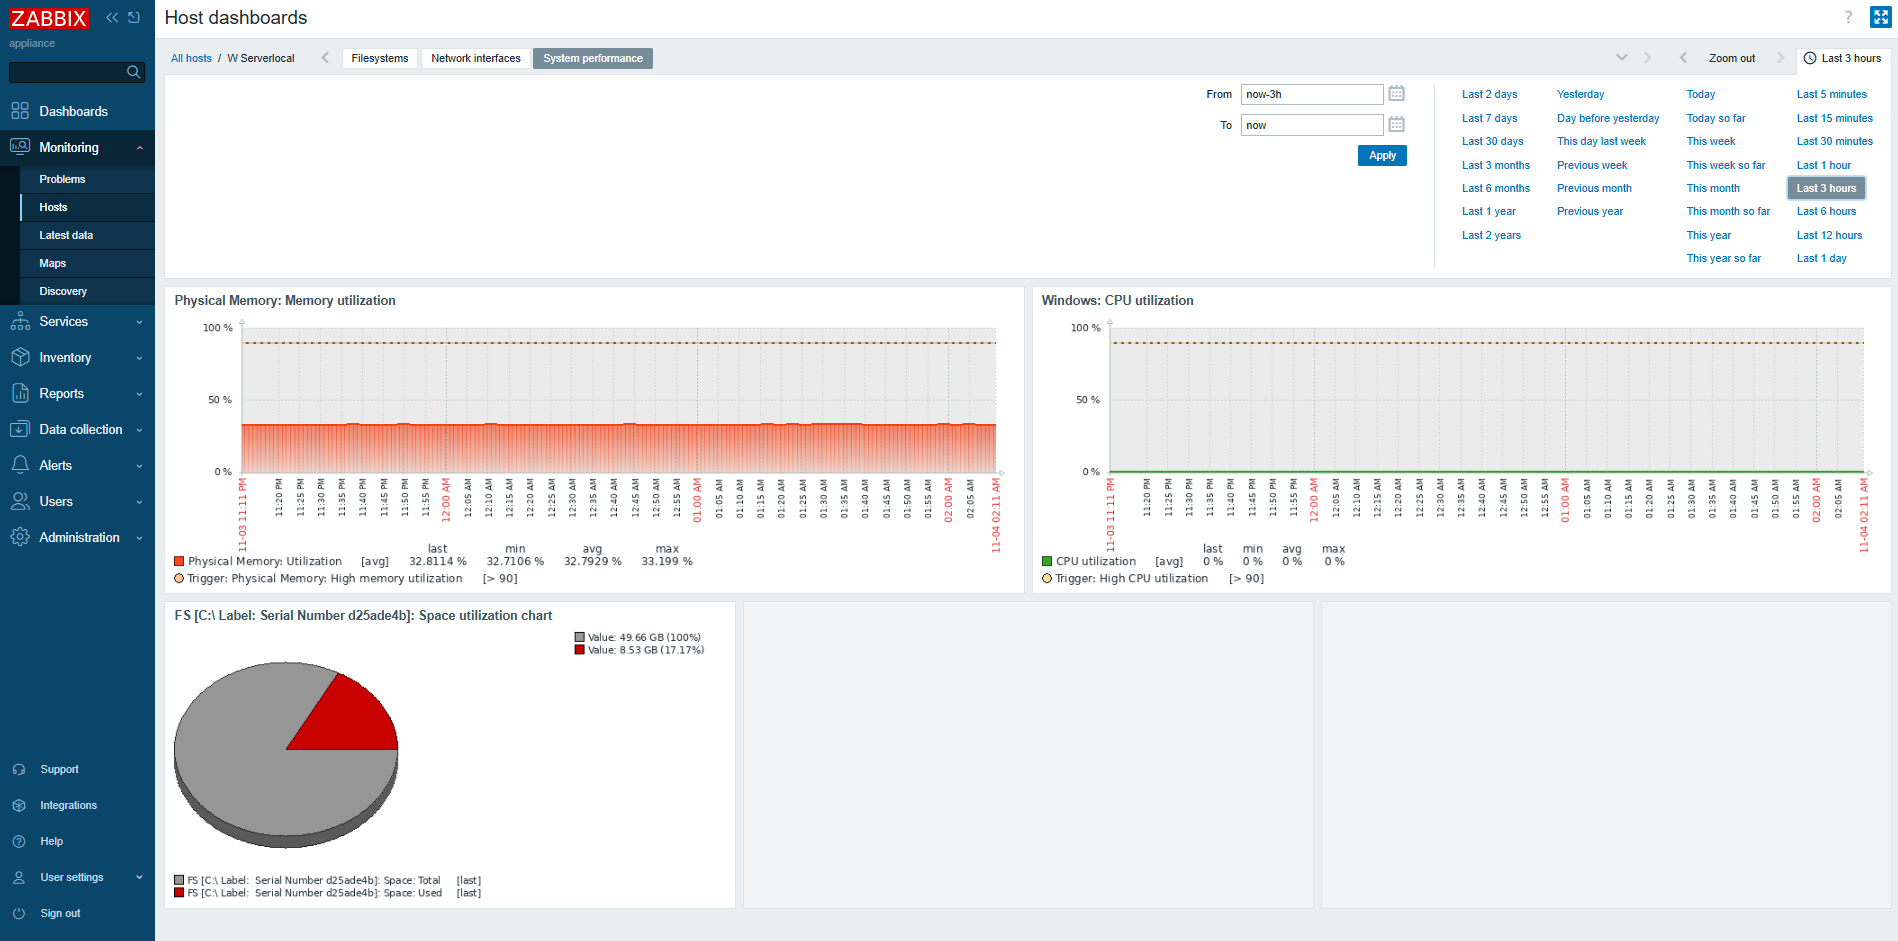 ZABBIX
appliance
Dashboards
Monitoring
Problems
Hosts
Latest data
Maps
Discovery
Services
Inventory
Reports
Data collection
Alerts
Users
Administration
Support
Integrations
Help
User settings
Sign out
Host dashboards
?
All hosts / W Serverlocal
Filesystems
Network interfaces
System performance
Zoom out
Last 3 hours
From now-3h
To now
Apply
Last 2 days Yesterday Today Last 5 minutes
Last 7 days Day before yesterday Today so far Last 15 minutes
Last 30 days This day last week This week Last 30 minutes
Last 3 months Previous week This week so far Last 1 hour
Last 6 months Previous month This month Last 3 hours
Last 1 year Previous year This month so far Last 6 hours
Last 2 years This year Last 12 hours
This year so far Last 1 day
Physical Memory: Memory utilization
100 %
50 %
0 %
11-03 11:11 PM
11:20 PM
11:25 PM
11:30 PM
11:35 PM
11:40 PM
11:45 PM
11:50 PM
11:55 PM
12:00 AM
12:05 AM
12:10 AM
12:15 AM
12:20 AM
12:25 AM
12:30 AM
12:35 AM
12:40 AM
12:45 AM
12:50 AM
12:55 AM
01:00 AM
01:05 AM
01:10 AM
01:15 AM
01:20 AM
01:25 AM
01:30 AM
01:35 AM
01:40 AM
01:45 AM
01:50 AM
01:55 AM
02:00 AM
02:05 AM
11-04 02:11 AM
last min avg max
Physical Memory: Utilization [avg] 32.8114 % 32.7106 % 32.7929 % 33.199 %
Trigger: Physical Memory: High memory utilization [> 90]
Windows: CPU utilization
100 %
50 %
0 %
11-03 11:11 PM
11:20 PM
11:25 PM
11:30 PM
11:35 PM
11:40 PM
11:45 PM
11:50 PM
11:55 PM
12:00 AM
12:05 AM
12:10 AM
12:15 AM
12:20 AM
12:25 AM
12:30 AM
12:35 AM
12:40 AM
12:45 AM
12:50 AM
12:55 AM
01:00 AM
01:05 AM
01:10 AM
01:15 AM
01:20 AM
01:25 AM
01:30 AM
01:35 AM
01:40 AM
01:45 AM
01:50 AM
01:55 AM
02:00 AM
02:05 AM
11-04 02:11 AM
last min avg max
CPU utilization [avg] 0 % 0 % 0 % 0 %
Trigger: High CPU utilization [> 90]
FS [C:\ Label: Serial Number d25ade4b]: Space utilization chart
Value: 49.66 GB (100%)
Value: 8.53 GB (17.17%)
FS [C:\ Label: Serial Number d25ade4b]: Space: Total [last]
FS [C:\ Label: Serial Number d25ade4b]: Space: Used [last]